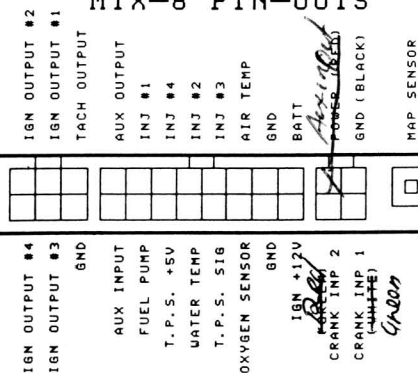 MTX-8 PIN-OUTS
IGN OUTPUT #2
IGN OUTPUT #1
TACH OUTPUT
AUX OUTPUT
INJ #1
INJ #4
INJ #2
INJ #3
AIR TEMP
GND
BATT
POWER (RED)
GND (BLACK)
MAP SENSOR
IGN OUTPUT #4
IGN OUTPUT #3
GND
AUX INPUT
FUEL PUMP
T.P.S. +5V
WATER TEMP
T.P.S. SIG
OXYGEN SENSOR
GND
IGN +12V
Red
(GREEN)
CRANK INP 2
CRANK INP 1
(WHITE)
Green